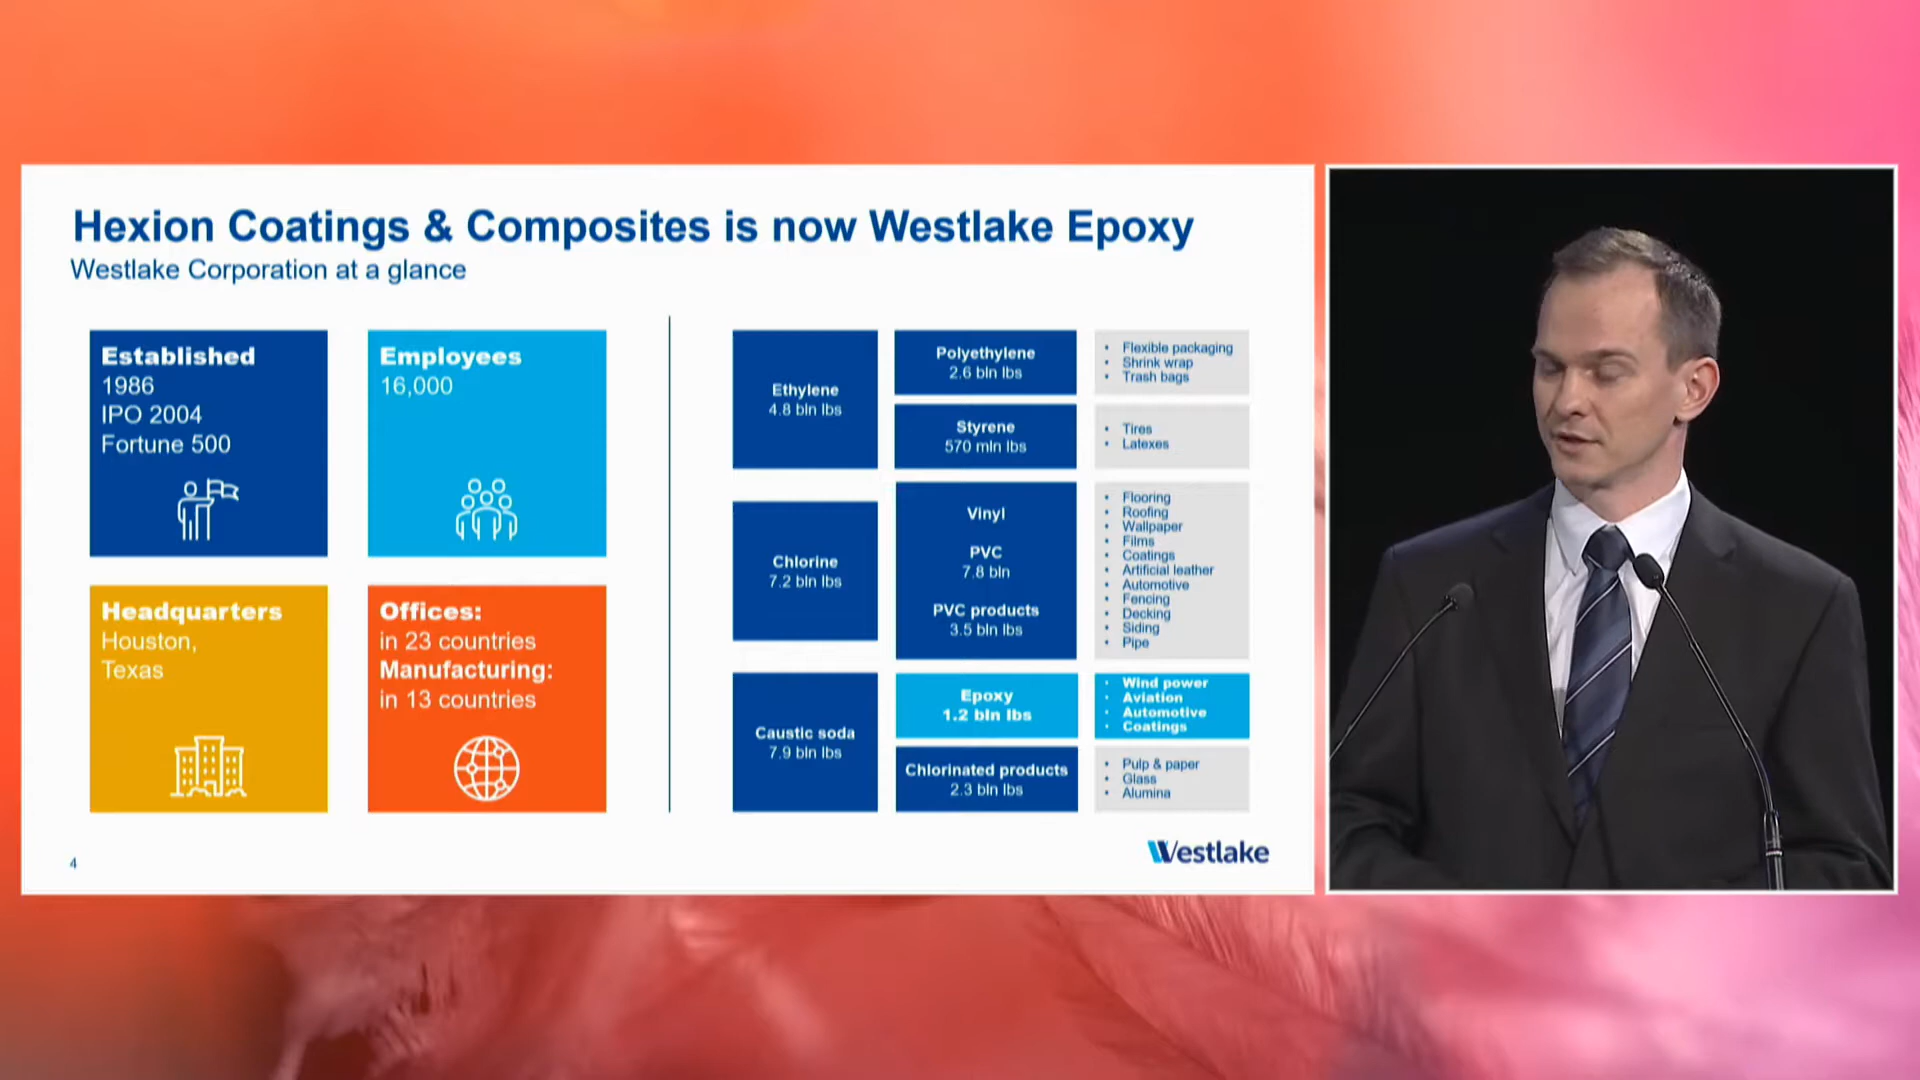 Hexion Coatings & Composites is now Westlake Epoxy
Westlake Corporation at a glance
Established
1986
IPO 2004
Fortune 500
Employees
16,000
Headquarters
Houston,
Texas
Offices:
in 23 countries
Manufacturing:
in 13 countries
Ethylene
4.8 bln lbs
Polyethylene
2.6 bln lbs
• Flexible packaging
• Shrink wrap
• Trash bags
Styrene
570 mln lbs
• Tires
• Latexes
Chlorine
7.2 bln lbs
Vinyl
PVC
7.8 bln
PVC products
3.5 bln lbs
• Flooring
• Roofing
• Wallpaper
• Films
• Coatings
• Artificial leather
• Automotive
• Fencing
• Decking
• Siding
• Pipe
Caustic soda
7.9 bln lbs
Epoxy
1.2 bln lbs
• Wind power
• Aviation
• Automotive
• Coatings
Chlorinated products
2.3 bln lbs
• Pulp & paper
• Glass
• Alumina
4
Westlake